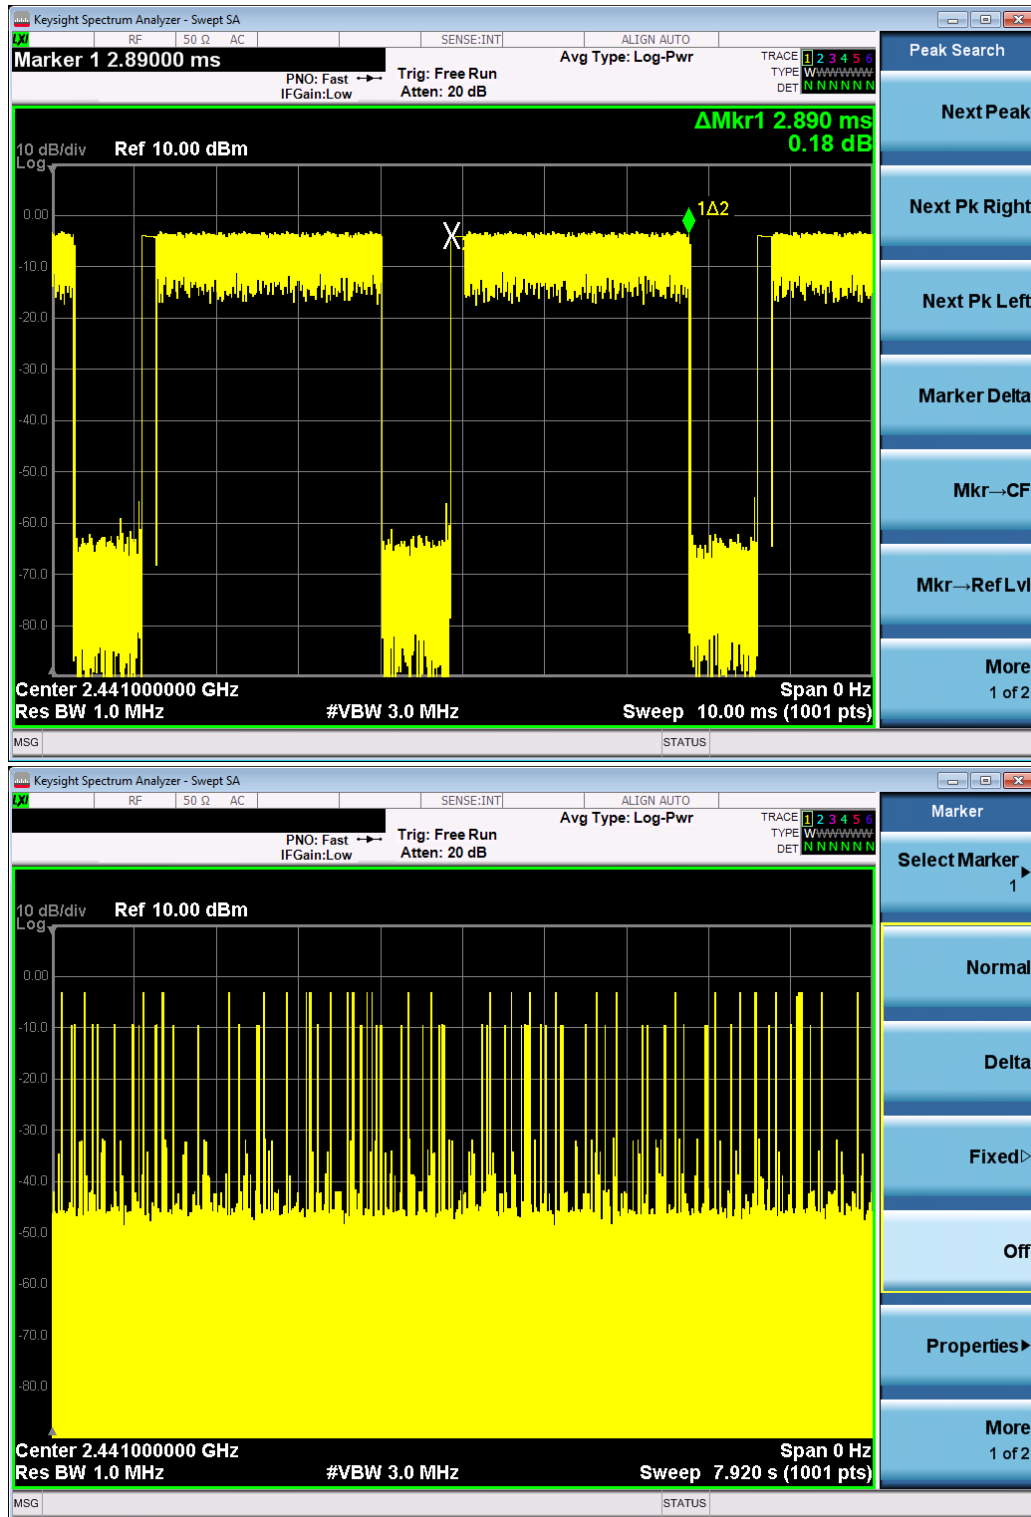 Keysight Spectrum Analyzer - Swept SA
LXI RF 50 Ω AC SENSE:INT ALIGN AUTO
Marker 1 2.89000 ms
PNO: Fast
IFGain:Low
Trig: Free Run
Atten: 20 dB
Avg Type: Log-Pwr
TRACE 1 2 3 4 5 6
TYPE WWWWWWW
DET N N N N N N
ΔMkr1 2.890 ms
0.18 dB
10 dB/div Ref 10.00 dBm
Log
1Δ2
0.00
-10.0
-20.0
-30.0
-40.0
-50.0
-60.0
-70.0
-80.0
Center 2.441000000 GHz Span 0 Hz
Res BW 1.0 MHz #VBW 3.0 MHz Sweep 10.00 ms (1001 pts)
MSG STATUS
Peak Search
Next Peak
Next Pk Right
Next Pk Left
Marker Delta
Mkr→CF
Mkr→Ref Lvl
More
1 of 2
Keysight Spectrum Analyzer - Swept SA
LXI RF 50 Ω AC SENSE:INT ALIGN AUTO
PNO: Fast
IFGain:Low
Trig: Free Run
Atten: 20 dB
Avg Type: Log-Pwr
TRACE 1 2 3 4 5 6
TYPE WWWWWWW
DET N N N N N N
10 dB/div Ref 10.00 dBm
Log
0.00
-10.0
-20.0
-30.0
-40.0
-50.0
-60.0
-70.0
-80.0
Center 2.441000000 GHz Span 0 Hz
Res BW 1.0 MHz #VBW 3.0 MHz Sweep 7.920 s (1001 pts)
MSG STATUS
Marker
Select Marker
1
Normal
Delta
Fixed
Off
Properties
More
1 of 2